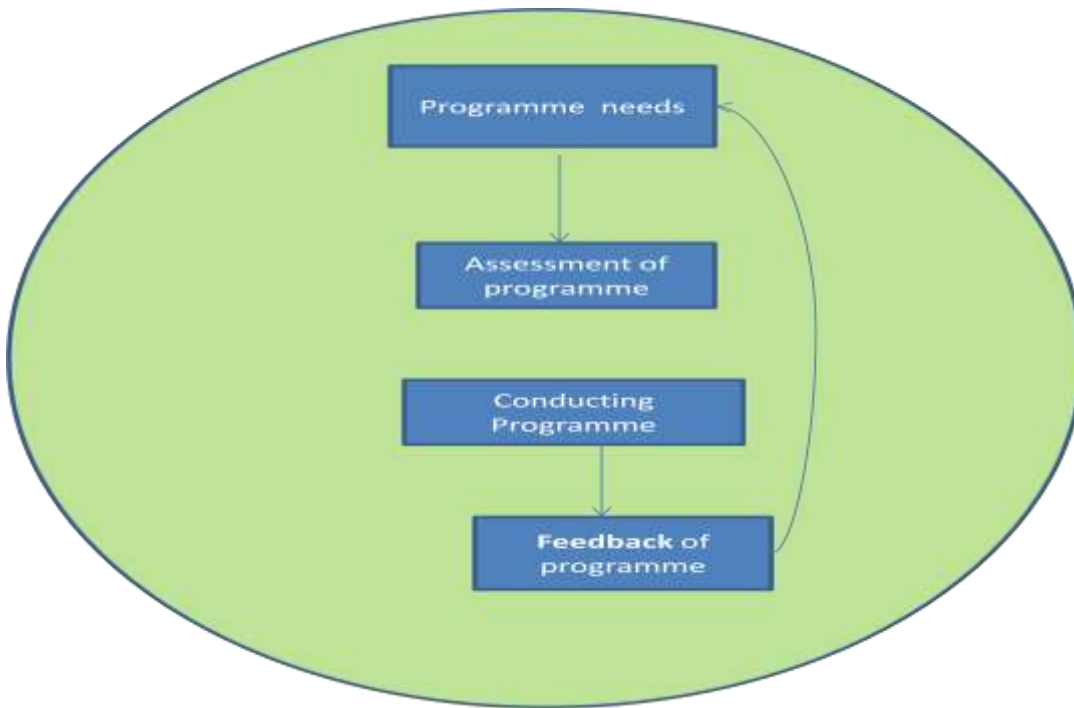 Programme needs
Assessment of
programme
Conducting
Programme
Feedback of
programme